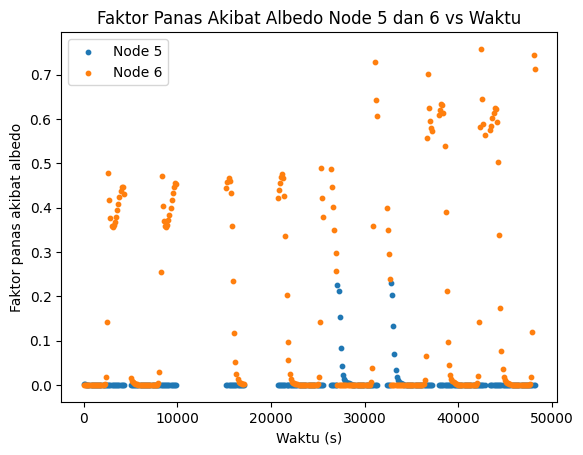 Faktor Panas Akibat Albedo Node 5 dan 6 vs Waktu
Node 5
Node 6
Faktor panas akibat albedo
0.7
0.6
0.5
0.4
0.3
0.2
0.1
0.0
0 10000 20000 30000 40000 50000
Waktu (s)